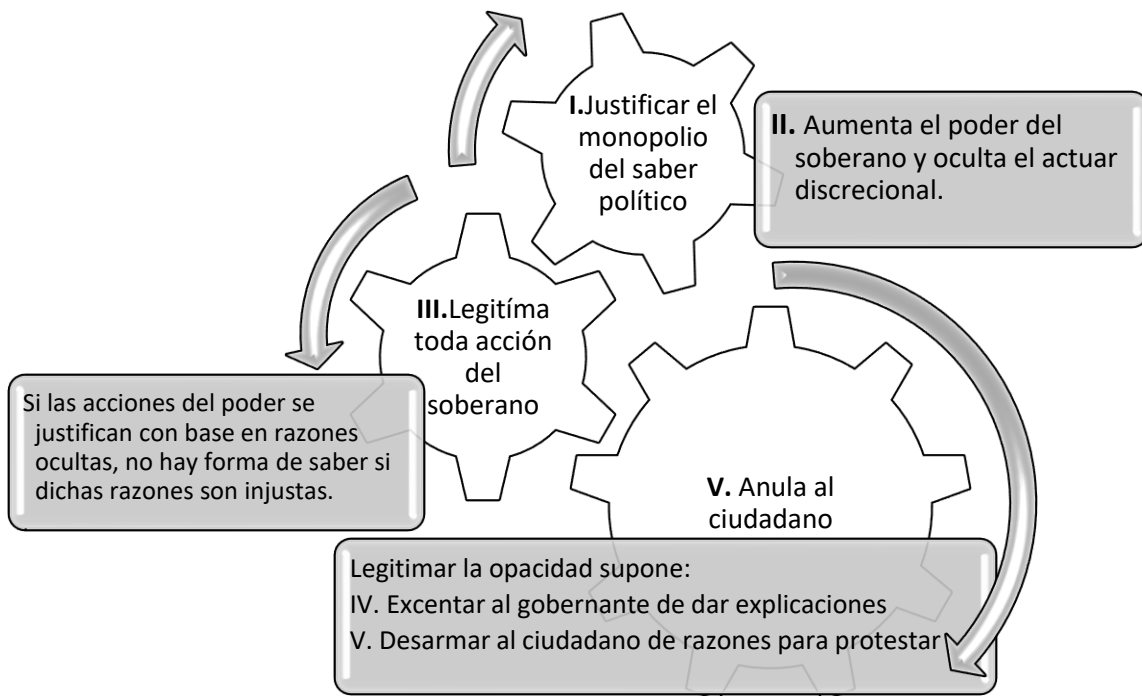 I.Justificar el
monopolio
del saber
político
II. Aumenta el poder del
soberano y oculta el actuar
discrecional.
III.Legitíma
toda acción
del
soberano
Si las acciones del poder se
justifican con base en razones
ocultas, no hay forma de saber si
dichas razones son injustas.
V. Anula al
ciudadano
Legitimar la opacidad supone:
IV. Excentar al gobernante de dar explicaciones
V. Desarmar al ciudadano de razones para protestar